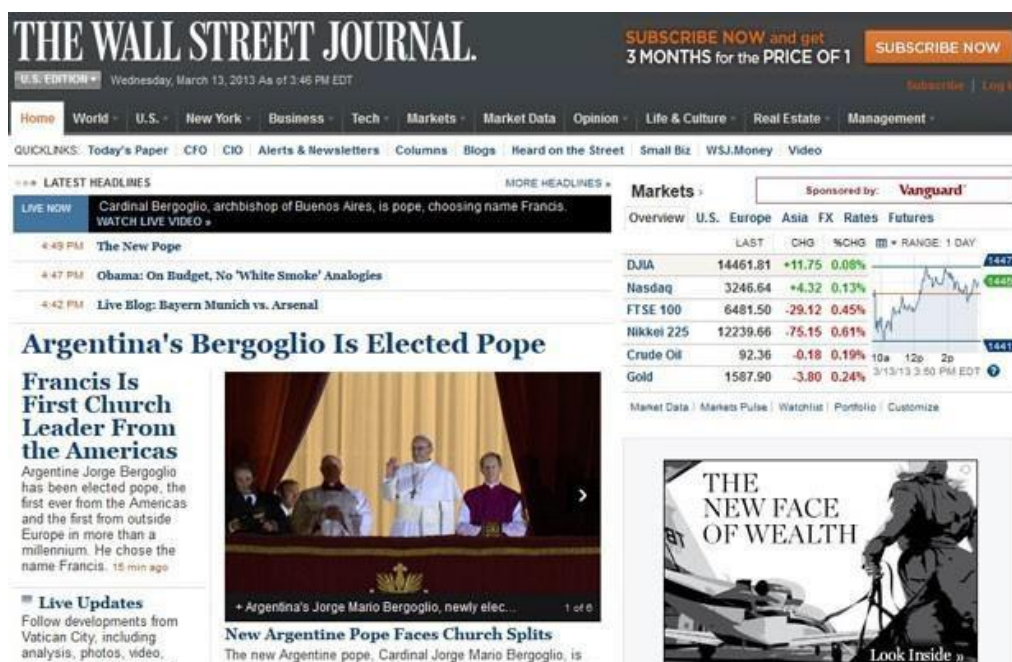 THE WALL STREET JOURNAL.
SUBSCRIBE NOW and get
3 MONTHS for the PRICE OF 1
SUBSCRIBE NOW
U.S. EDITION
Wednesday, March 13, 2013 As of 3:46 PM EDT
Subscribe | Log
Home World U.S. New York Business Tech Markets Market Data Opinion Life & Culture Real Estate Management
QUICKLINKS: Today's Paper CFO CIO Alerts & Newsletters Columns Blogs Heard on the Street Small Biz WSJ.Money Video
LATEST HEADLINES
MORE HEADLINES »
LIVE NOW
Cardinal Bergoglio, archbishop of Buenos Aires, is pope, choosing name Francis.
WATCH LIVE VIDEO »
4:49 PM The New Pope
4:47 PM Obama: On Budget, No 'White Smoke' Analogies
4:42 PM Live Blog: Bayern Munich vs. Arsenal
Argentina's Bergoglio Is Elected Pope
Francis Is
First Church
Leader From
the Americas
Argentine Jorge Bergoglio
has been elected pope, the
first ever from the Americas
and the first from outside
Europe in more than a
millennium. He chose the
name Francis. 15 min ago
Live Updates
Follow developments from
Vatican City, including
analysis, photos, video,
+ Argentina's Jorge Mario Bergoglio, newly elec... 1 of 6
New Argentine Pope Faces Church Splits
The new Argentine pope, Cardinal Jorge Mario Bergoglio, is
Markets ›
Sponsored by: Vanguard
Overview U.S. Europe Asia FX Rates Futures
LAST CHG %CHG RANGE: 1 DAY
DJIA 14461.81 +11.75 0.08%
Nasdaq 3246.64 +4.32 0.13%
FTSE 100 6481.50 -29.12 0.45%
Nikkei 225 12239.66 -75.15 0.61%
Crude Oil 92.36 -0.18 0.19%
Gold 1587.90 -3.80 0.24%
1447
1445
1441
10a 12p 2p
3/13/13 3:50 PM EDT
Market Data | Markets Pulse | Watchlist | Portfolio | Customize
THE
NEW FACE
OF WEALTH
Look Inside »